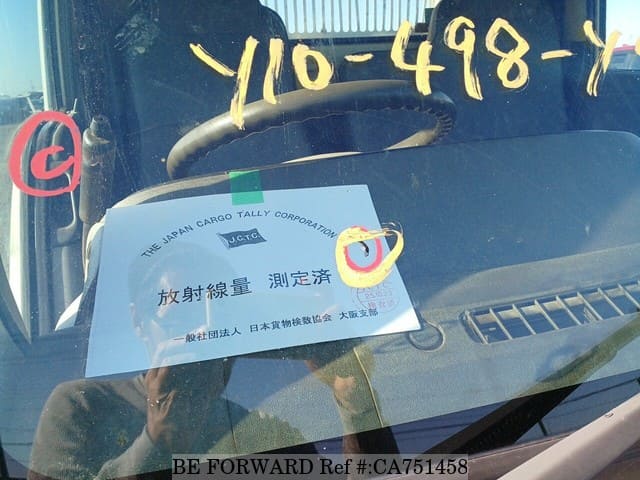 Y10-498-Y
C
THE JAPAN CARGO TALLY CORPORATION
J.C.T.C.
放射線量 測定済
一般社団法人 日本貨物検数協会 大阪支部
BE FORWARD Ref #:CA751458